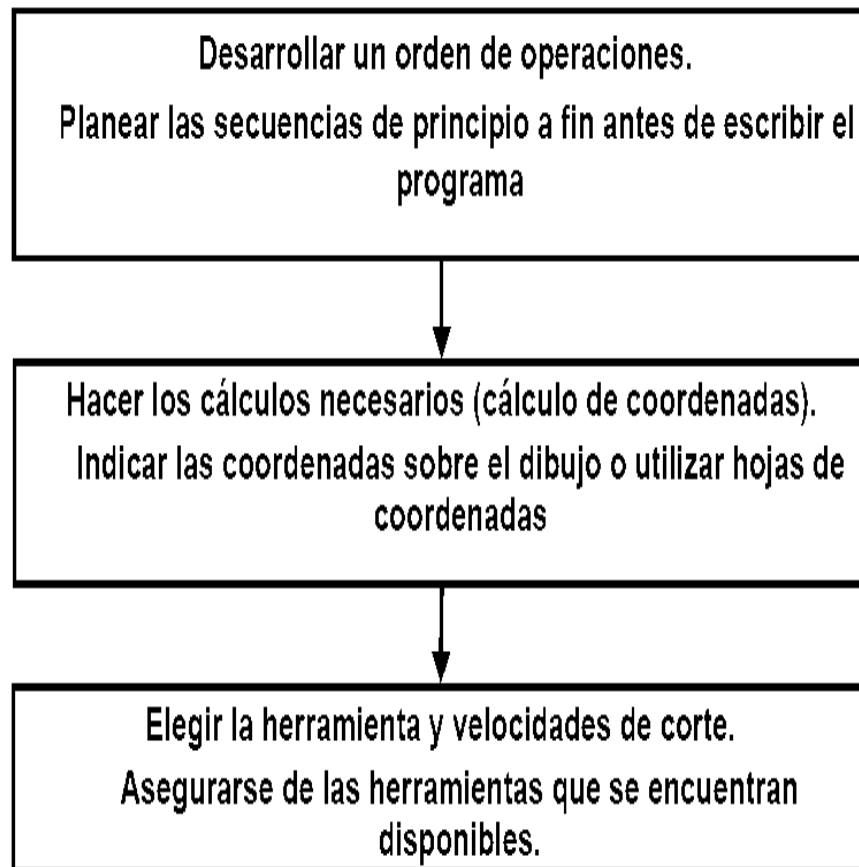 Desarrollar un orden de operaciones.
Planear las secuencias de principio a fin antes de escribir el
programa
Hacer los cálculos necesarios (cálculo de coordenadas).
Indicar las coordenadas sobre el dibujo o utilizar hojas de
coordenadas
Elegir la herramienta y velocidades de corte.
Asegurarse de las herramientas que se encuentran
disponibles.